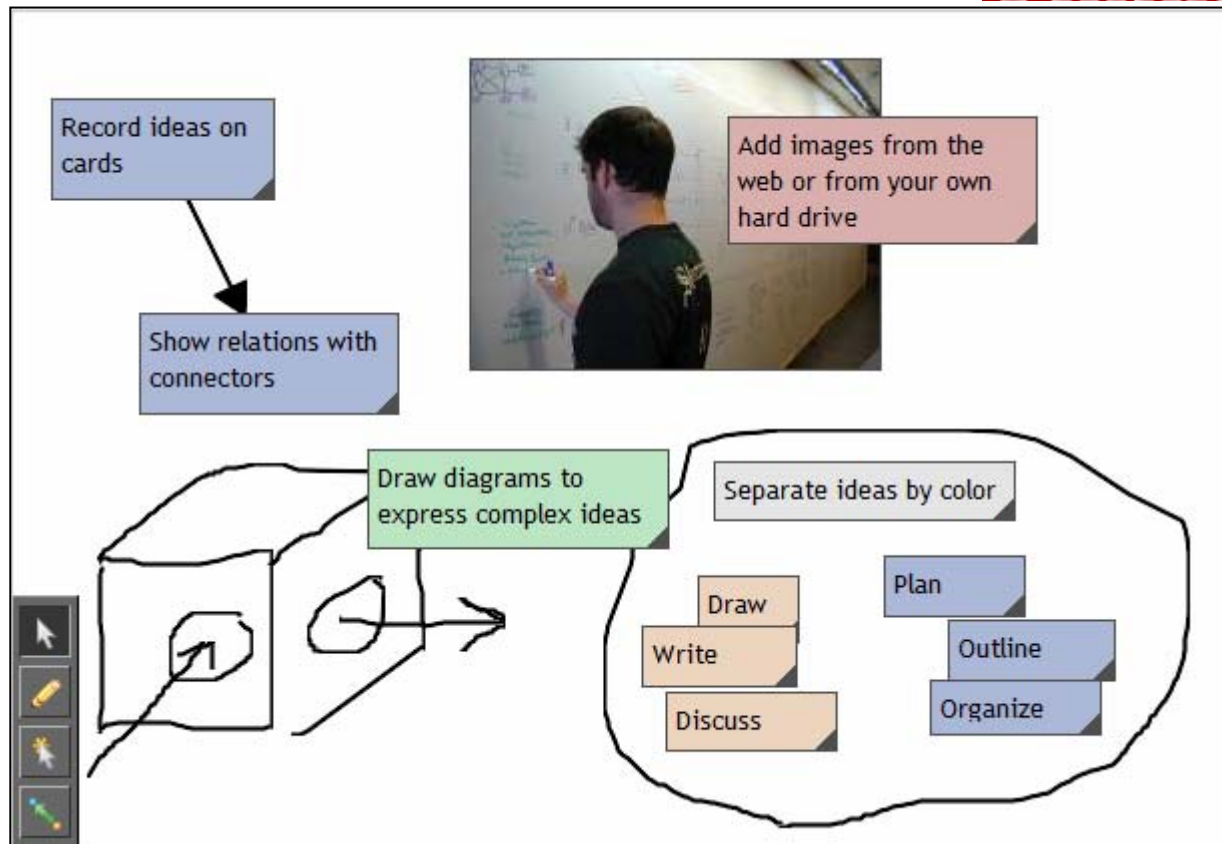 Record ideas on
cards
Add images from the
web or from your own
hard drive
Show relations with
connectors
Draw diagrams to
express complex ideas
Separate ideas by color
Draw
Write
Discuss
Plan
Outline
Organize